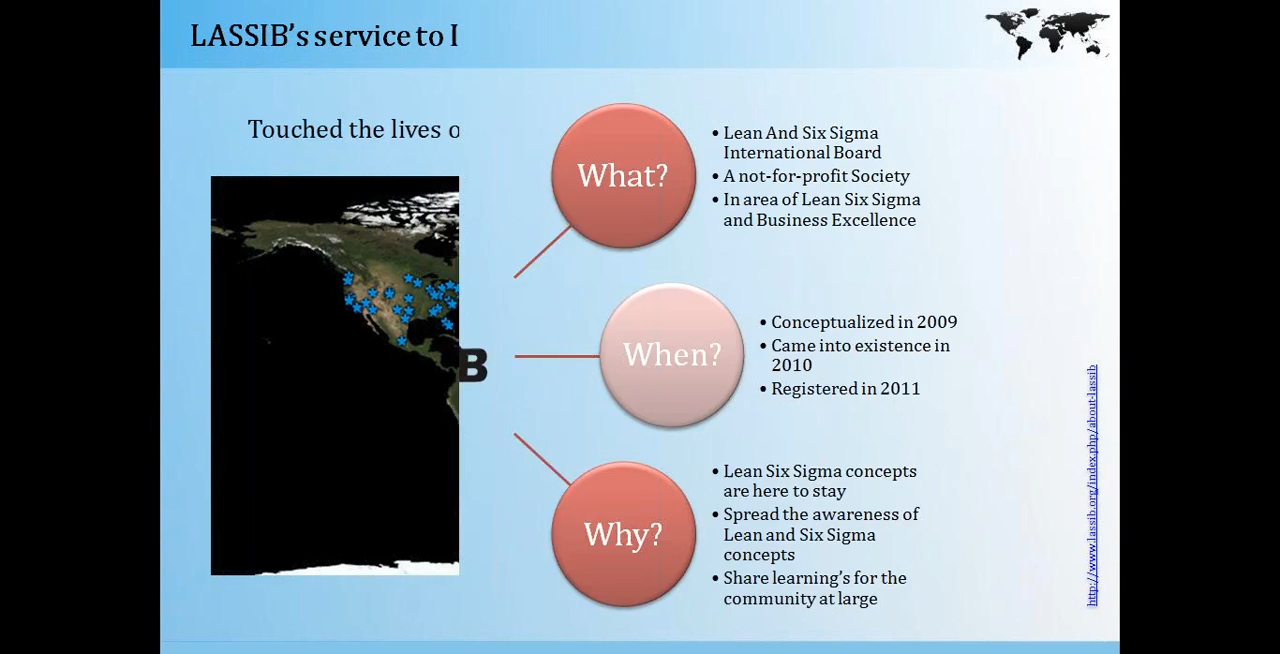 LASSIB’s service to I
Touched the lives o
B
What?
• Lean And Six Sigma
International Board
• A not-for-profit Society
• In area of Lean Six Sigma
and Business Excellence
When?
• Conceptualized in 2009
• Came into existence in
2010
• Registered in 2011
Why?
• Lean Six Sigma concepts
are here to stay
• Spread the awareness of
Lean and Six Sigma
concepts
• Share learning’s for the
community at large
http://www.lassib.org/index.php/about-lassib